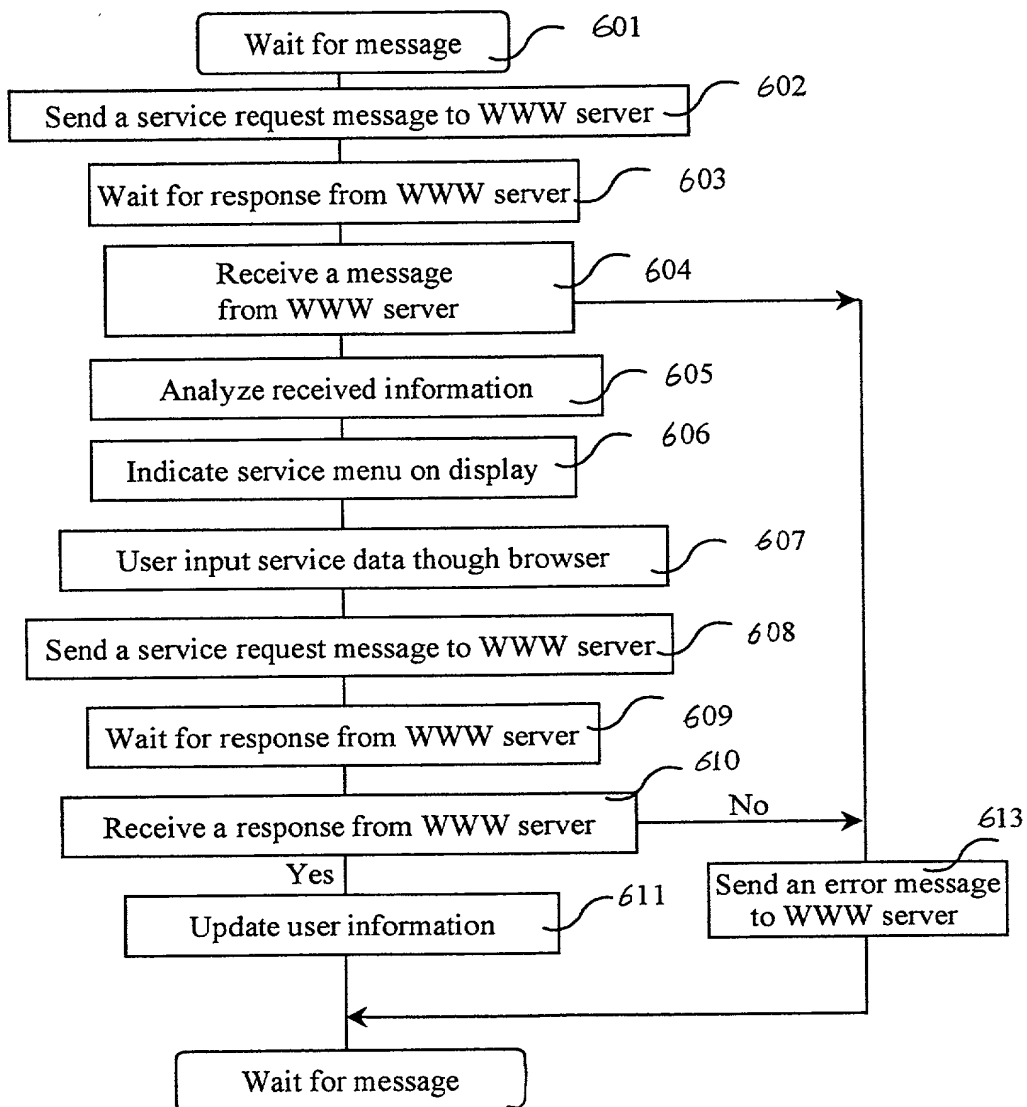 Wait for message
601
Send a service request message to WWW server
602
Wait for response from WWW server
603
Receive a message
from WWW server
604
Analyze received information
605
Indicate service menu on display
606
User input service data though browser
607
Send a service request message to WWW server
608
Wait for response from WWW server
609
Receive a response from WWW server
610
No
Yes
613
Send an error message
to WWW server
Update user information
611
Wait for message